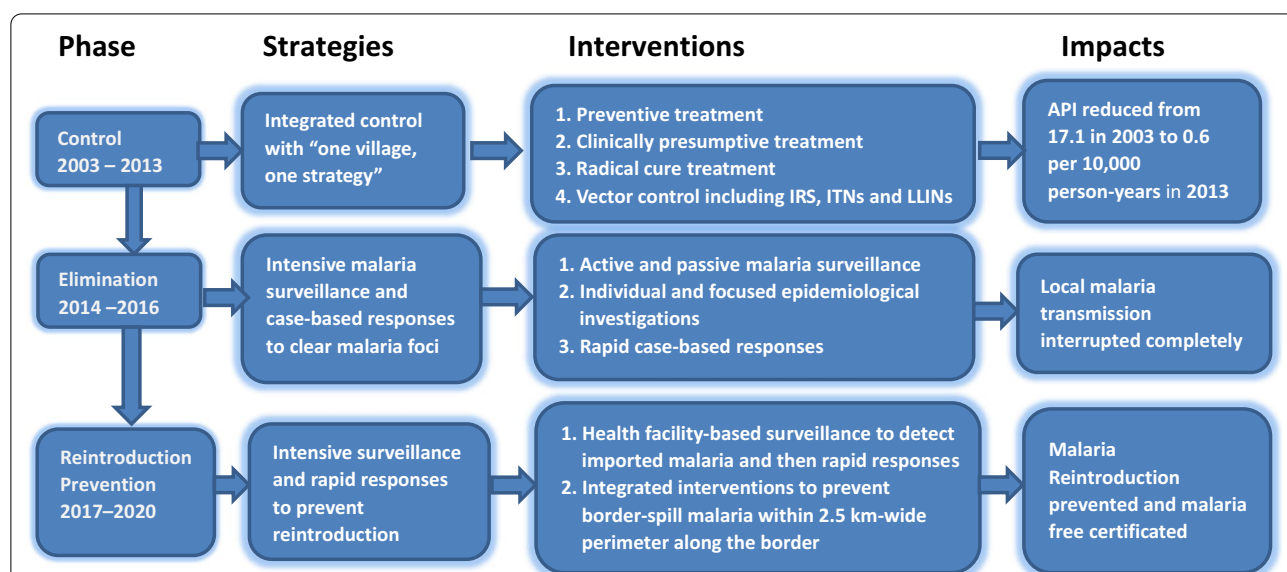 Phase
Strategies
Interventions
Impacts
Control
2003 – 2013
Integrated control
with “one village,
one strategy”
1. Preventive treatment
2. Clinically presumptive treatment
3. Radical cure treatment
4. Vector control including IRS, ITNs and LLINs
API reduced from
17.1 in 2003 to 0.6
per 10,000
person-years in 2013
Elimination
2014 –2016
Intensive malaria
surveillance and
case-based responses
to clear malaria foci
1. Active and passive malaria surveillance
2. Individual and focused epidemiological
investigations
3. Rapid case-based responses
Local malaria
transmission
interrupted completely
Reintroduction
Prevention
2017–2020
Intensive surveillance
and rapid responses
to prevent
reintroduction
1. Health facility-based surveillance to detect
imported malaria and then rapid responses
2. Integrated interventions to prevent
border-spill malaria within 2.5 km-wide
perimeter along the border
Malaria
Reintroduction
prevented and malaria
free certificated